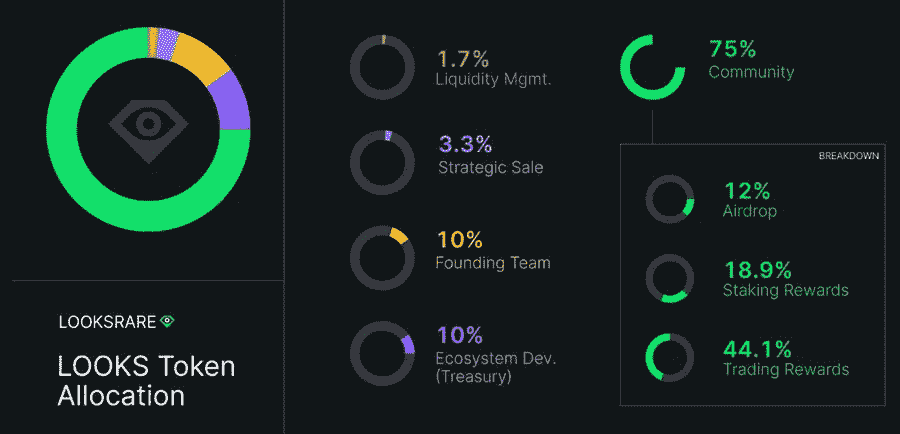 LOOKSRARE
LOOKS Token
Allocation
1.7%
Liquidity Mgmt.
3.3%
Strategic Sale
10%
Founding Team
10%
Ecosystem Dev.
(Treasury)
75%
Community
BREAKDOWN
12%
Airdrop
18.9%
Staking Rewards
44.1%
Trading Rewards